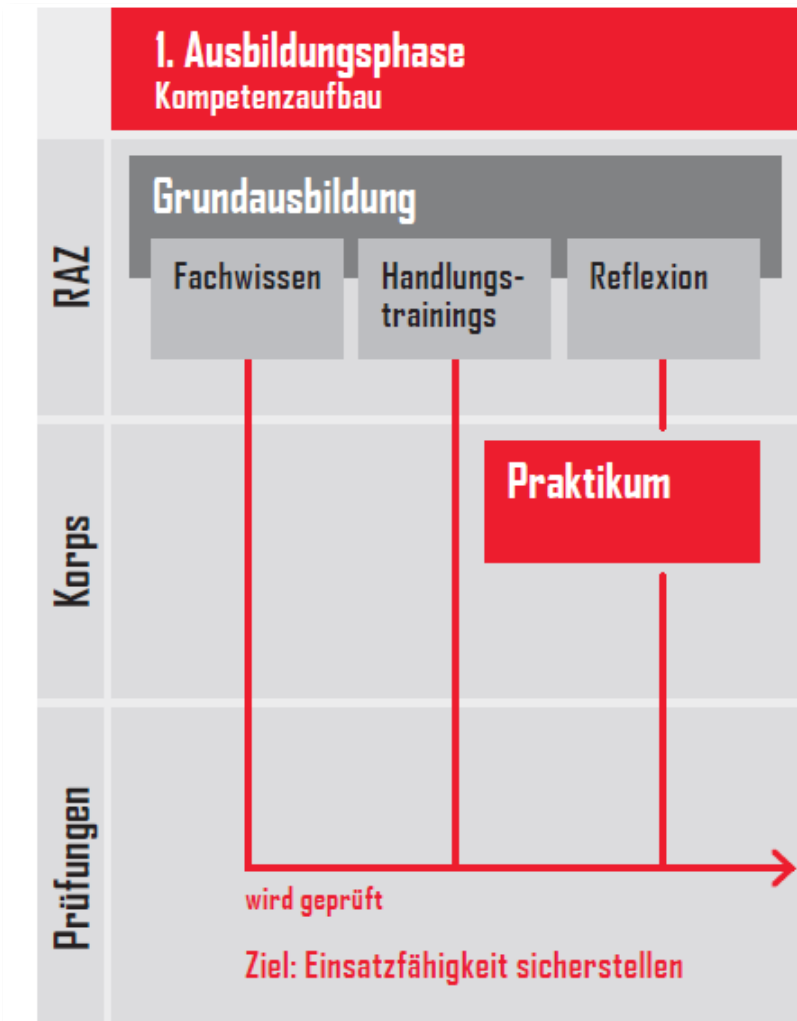 1. Ausbildungsphase
Kompetenzaufbau
RAZ
Grundausbildung
Fachwissen
Handlungs-
trainings
Reflexion
Korps
Praktikum
Prüfungen
wird geprüft
Ziel: Einsatzfähigkeit sicherstellen